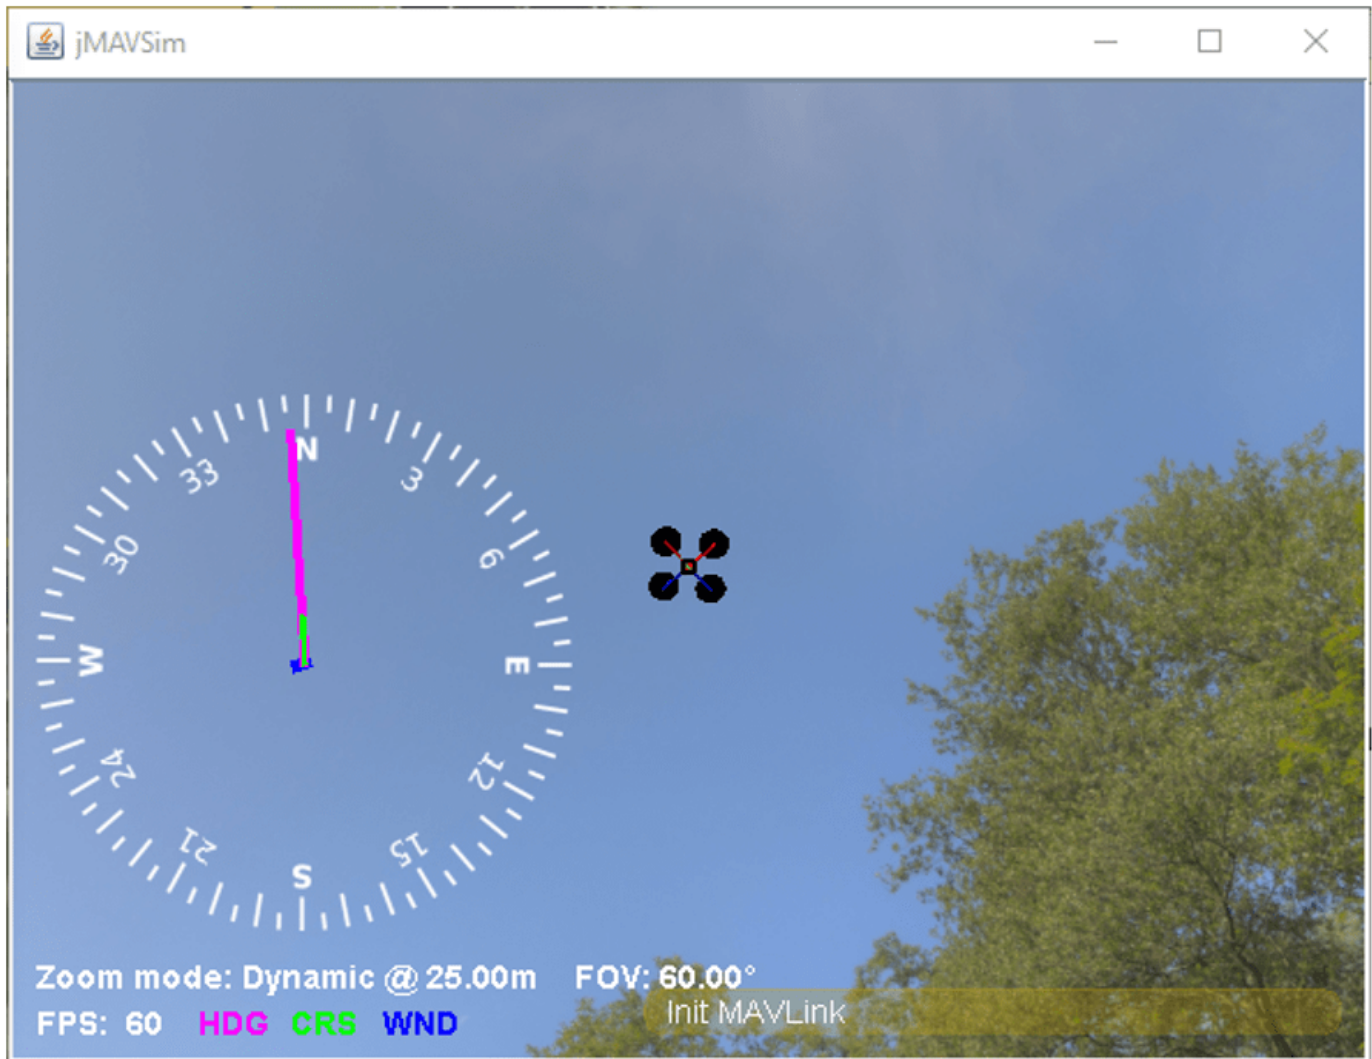 jMAVSim
N
33
3
30
6
W
E
24
12
21
15
S
Zoom mode: Dynamic @ 25.00m FOV: 60.00°
Init MAVLink
FPS: 60 HDG CRS WND